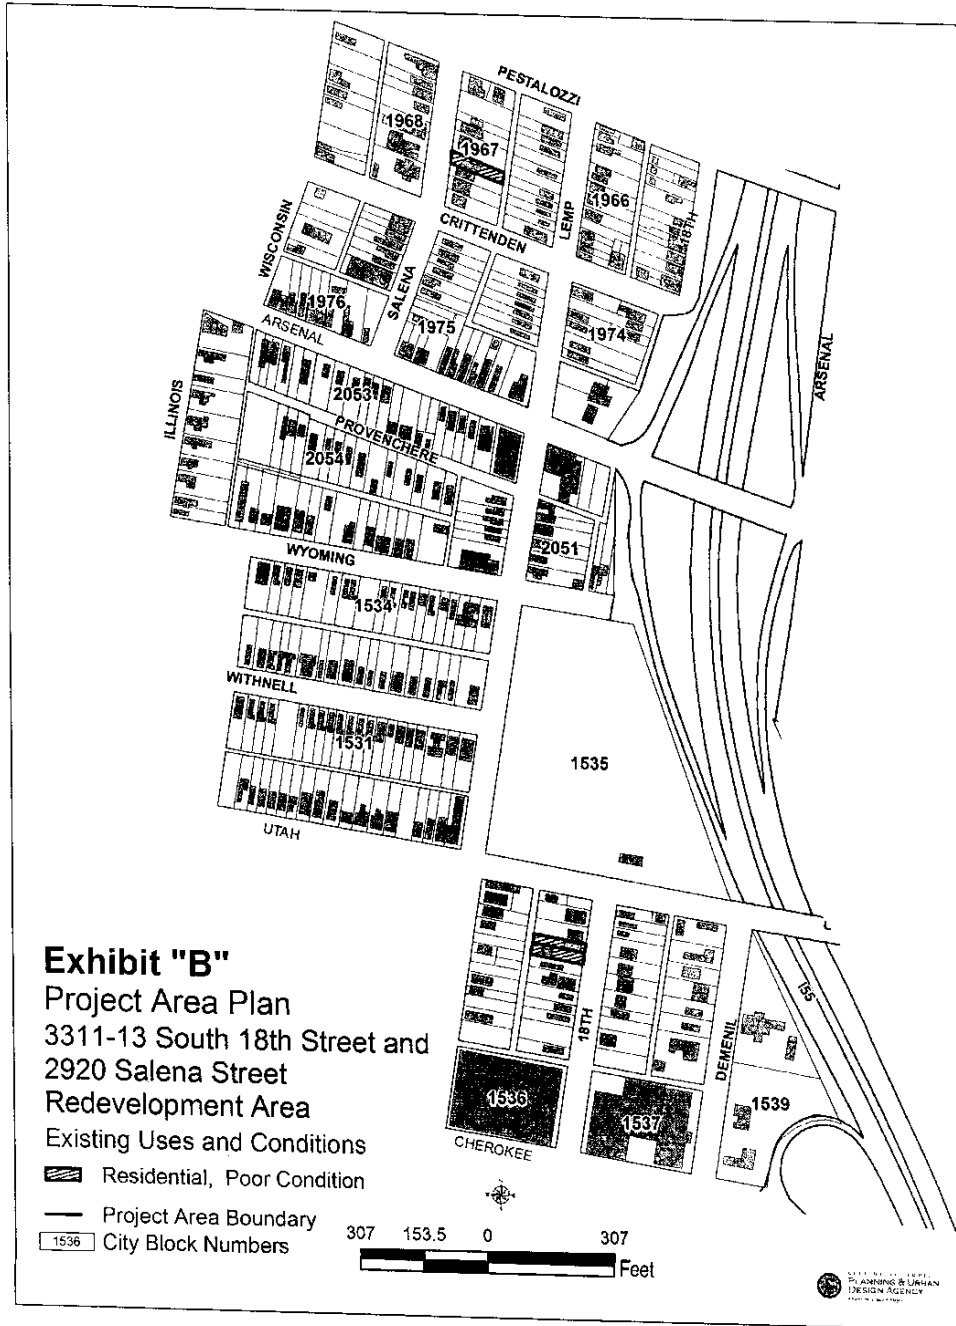 PESTALOZZI
1968
1967
1966
LEMP
18TH
WISCONSIN
CRITTENDEN
SALENA
1976
1975
1974
ARSENAL
ARSENAL
ILLINOIS
2053
PROVENCHERE
2054
2051
WYOMING
1534
WITHNELL
1531
1535
UTAH
I55
18TH
DEMENIL
1536
1537
1539
CHEROKEE
Exhibit "B"
Project Area Plan
3311-13 South 18th Street and
2920 Salena Street
Redevelopment Area
Existing Uses and Conditions
Residential, Poor Condition
Project Area Boundary
1536 City Block Numbers
307 153.5 0 307
Feet
PLANNING & URBAN
DESIGN AGENCY